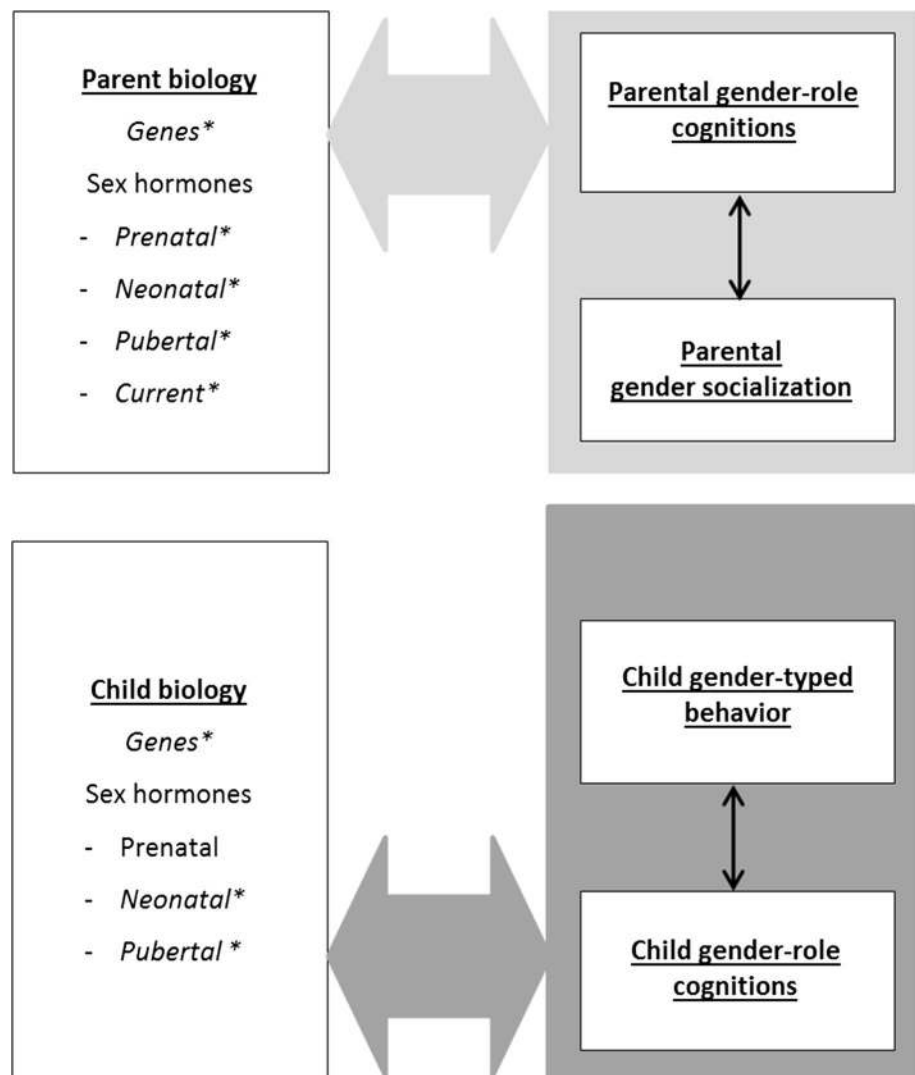 Parent biology
Genes*
Sex hormones
- Prenatal*
- Neonatal*
- Pubertal*
- Current*
Parental gender-role
cognitions
Parental
gender socialization
Child biology
Genes*
Sex hormones
- Prenatal
- Neonatal*
- Pubertal *
Child gender-typed
behavior
Child gender-role
cognitions